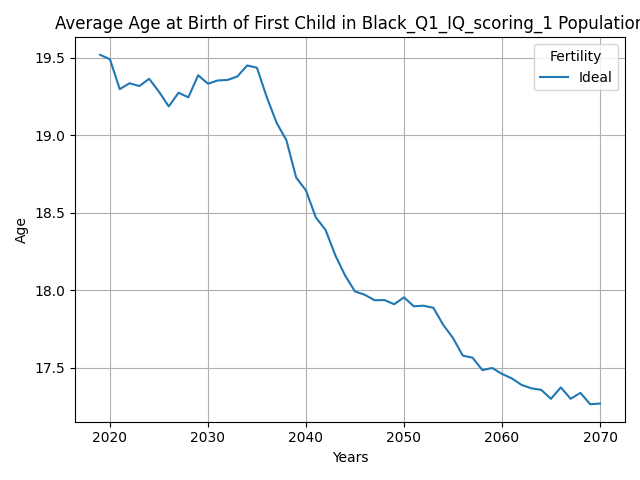 Average Age at Birth of First Child in Black_Q1_IQ_scoring_1 Population
Fertility
Ideal
19.5
19.0
18.5
18.0
17.5
Age
2020 2030 2040 2050 2060 2070
Years